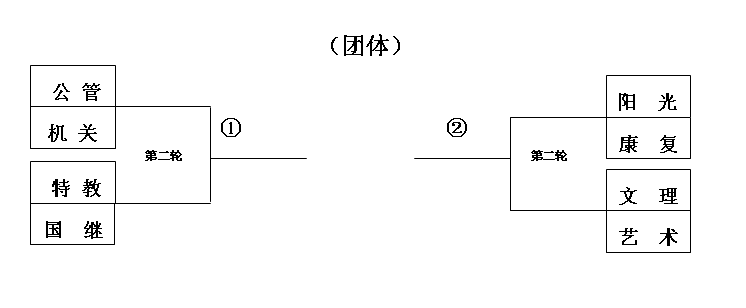 （团体）
公 管
机 关
特 教
国 继
第二轮
①
②
第二轮
阳 光
康 复
文 理
艺 术